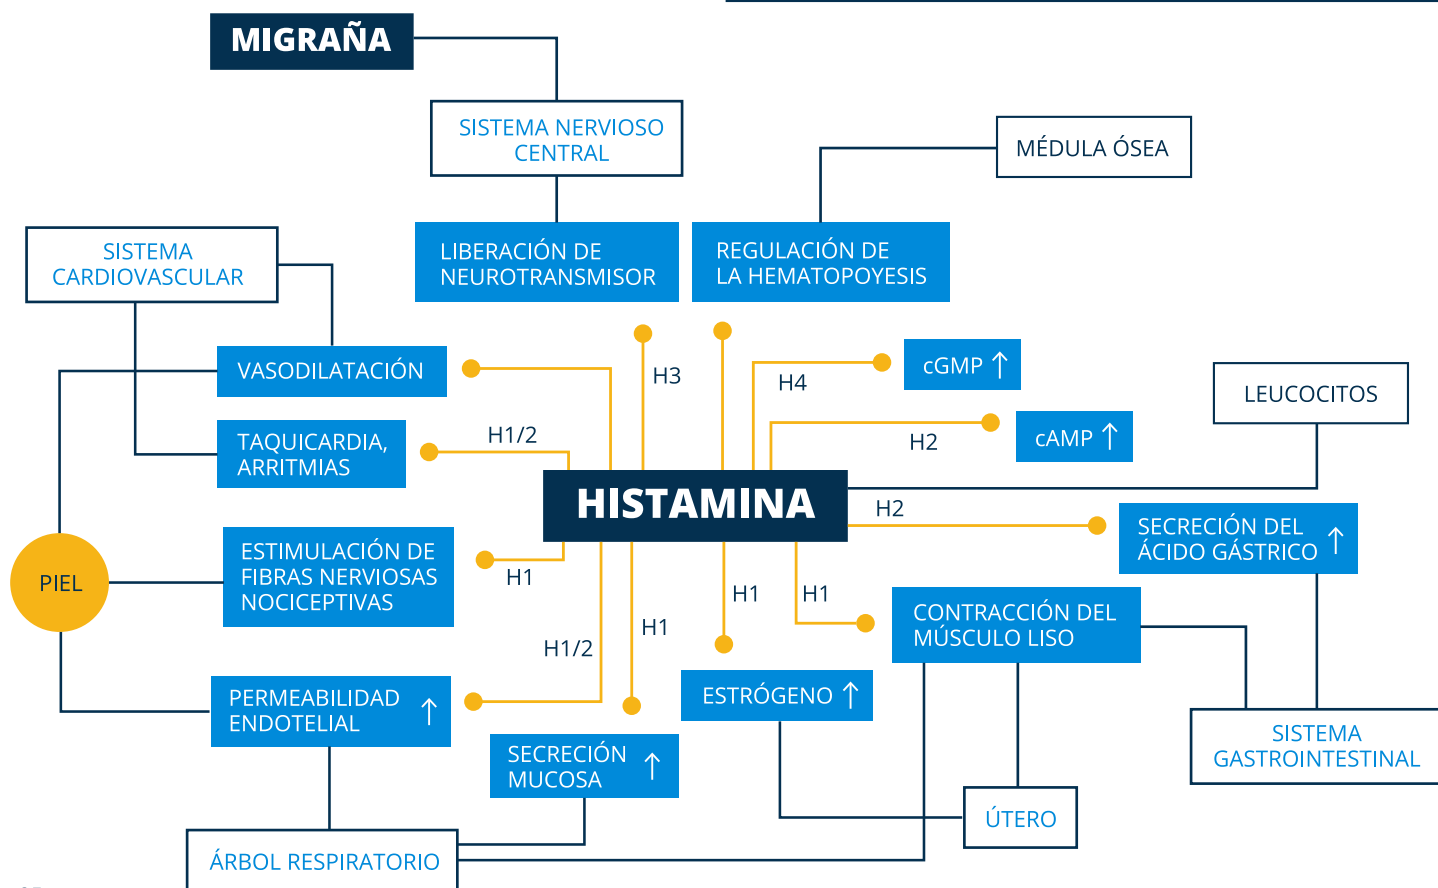 MIGRAÑA
SISTEMA NERVIOSO
CENTRAL
MÉDULA ÓSEA
SISTEMA
CARDIOVASCULAR
LIBERACIÓN DE
NEUROTRANSMISOR
REGULACIÓN DE
LA HEMATOPOYESIS
VASODILATACIÓN
H3
H4
cGMP ↑
LEUCOCITOS
TAQUICARDIA,
ARRITMIAS
H1/2
H2
cAMP ↑
HISTAMINA
H2
SECRECIÓN DEL
ÁCIDO GÁSTRICO ↑
ESTIMULACIÓN DE
FIBRAS NERVIOSAS
NOCICEPTIVAS
PIEL
H1
H1/2
H1
H1
H1
CONTRACCIÓN DEL
MÚSCULO LISO
PERMEABILIDAD
ENDOTELIAL ↑
ESTRÓGENO ↑
SECRECIÓN
MUCOSA ↑
SISTEMA
GASTROINTESTINAL
ÚTERO
ÁRBOL RESPIRATORIO